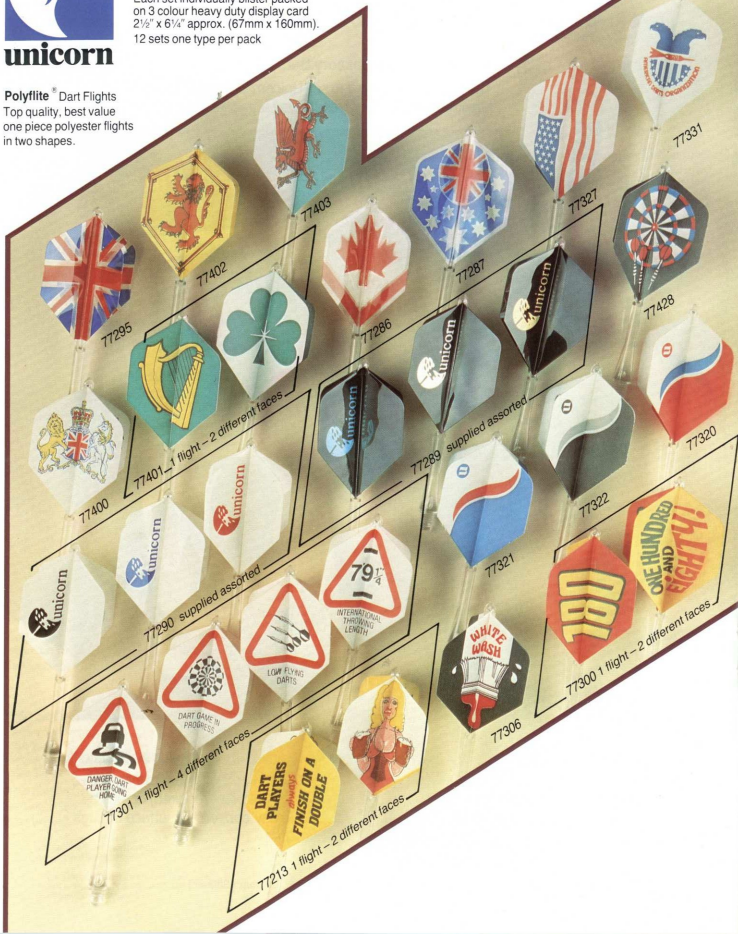 on 3 colour heavy duty display card
2½" x 6¼" approx. (67mm x 160mm).
12 sets one type per pack
unicorn
Polyflite ® Dart Flights
Top quality, best value
one piece polyester flights
in two shapes.
77331
77327
77403
77402
77287
77295
77286
77428
unicorn
unicorn
unicorn
77289 supplied assorted
77401 1 flight – 2 different faces
77400
77320
77322
77321
unicorn
unicorn
unicorn
77290 supplied assorted
79¼"
INTERNATIONAL
THROWING
LENGTH
LOW FLYING
DARTS
DART GAME IN
PROGRESS
DANGER DART
PLAYER GOING
HOME
77301 1 flight – 4 different faces
180
ONE HUNDRED
AND
EIGHTY!
77300 1 flight – 2 different faces
WHITE
WASH
77306
DART
PLAYERS
always
FINISH ON A
DOUBLE
77213 1 flight – 2 different faces